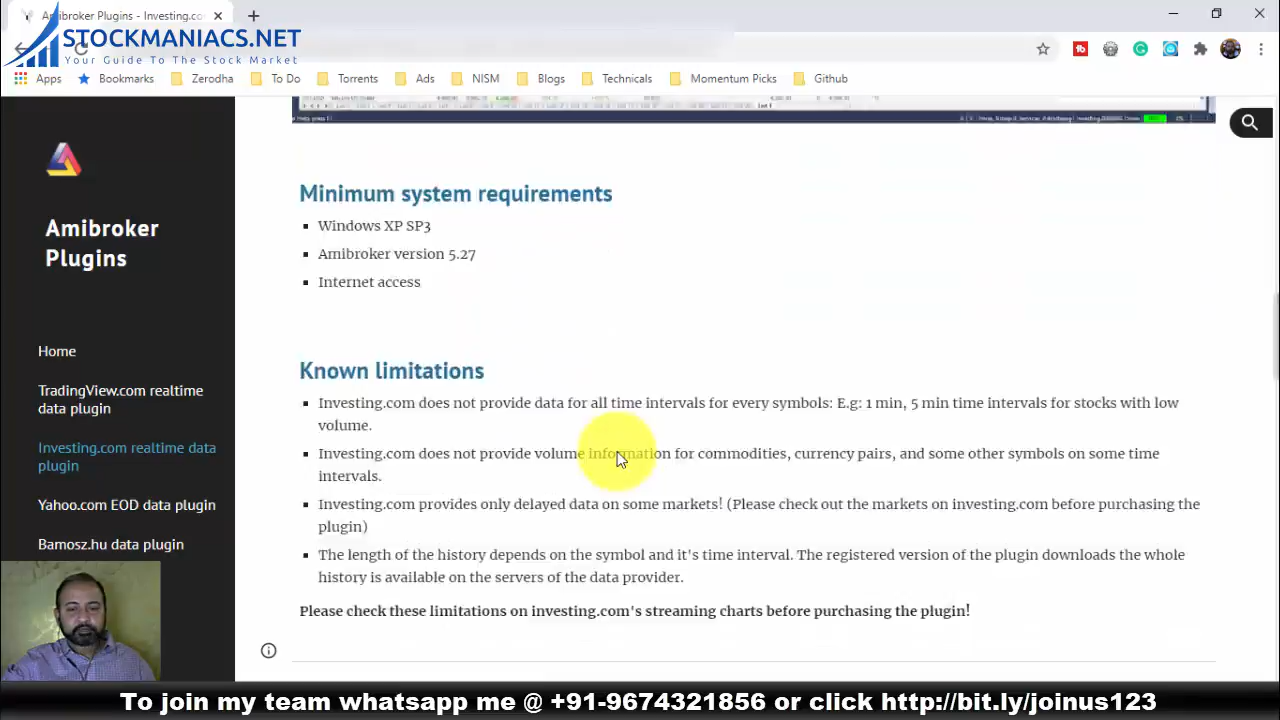 Amibroker Plugins - Investing.co
STOCKMANIACS.NET
Your Guide To The Stock Market
Apps Bookmarks Zerodha To Do Torrents Ads NISM Blogs Technicals Momentum Picks Github
Amibroker
Plugins
Home
TradingView.com realtime
data plugin
Investing.com realtime data
plugin
Yahoo.com EOD data plugin
Bamosz.hu data plugin
Minimum system requirements
Windows XP SP3
Amibroker version 5.27
Internet access
Known limitations
Investing.com does not provide data for all time intervals for every symbols: E.g: 1 min, 5 min time intervals for stocks with low
volume.
Investing.com does not provide volume information for commodities, currency pairs, and some other symbols on some time
intervals.
Investing.com provides only delayed data on some markets! (Please check out the markets on investing.com before purchasing the
plugin)
The length of the history depends on the symbol and it's time interval. The registered version of the plugin downloads the whole
history is available on the servers of the data provider.
Please check these limitations on investing.com's streaming charts before purchasing the plugin!
To join my team whatsapp me @ +91-9674321856 or click http://bit.ly/joinus123